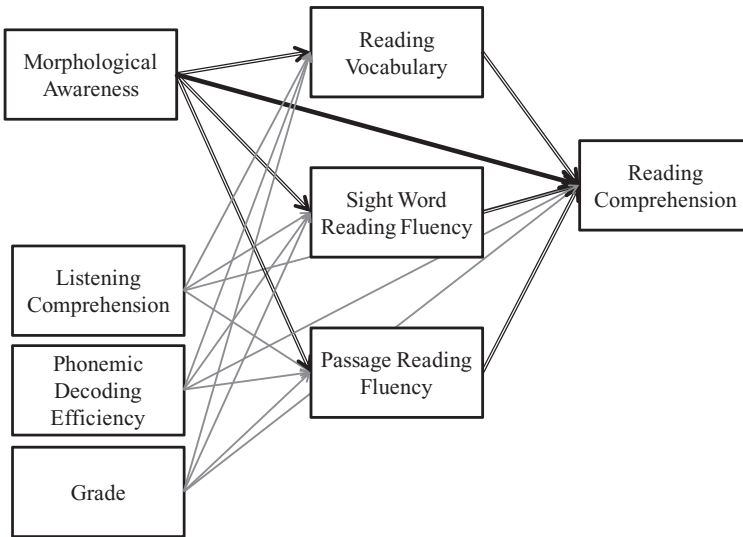 Morphological
Awareness
Reading
Vocabulary
Sight Word
Reading Fluency
Reading
Comprehension
Listening
Comprehension
Phonemic
Decoding
Efficiency
Passage Reading
Fluency
Grade